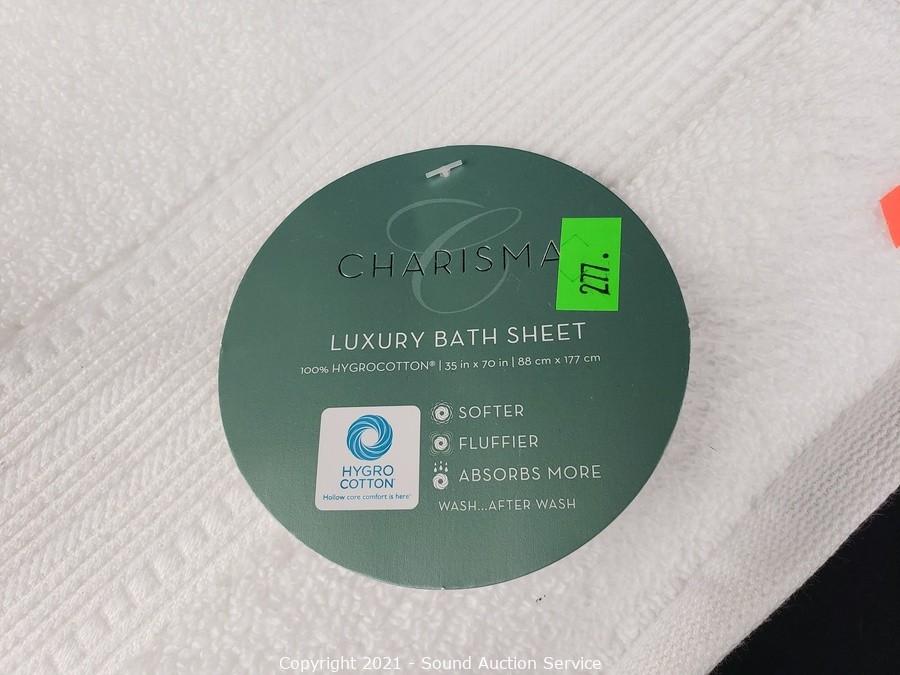 C
CHARISMA
277.
LUXURY BATH SHEET
100% HYGROCOTTON® | 35 in x 70 in | 88 cm x 177 cm
SOFTER
FLUFFIER
ABSORBS MORE
WASH...AFTER WASH
HYGRO
COTTON®
Hollow core comfort is here™
Copyright 2021 - Sound Auction Service